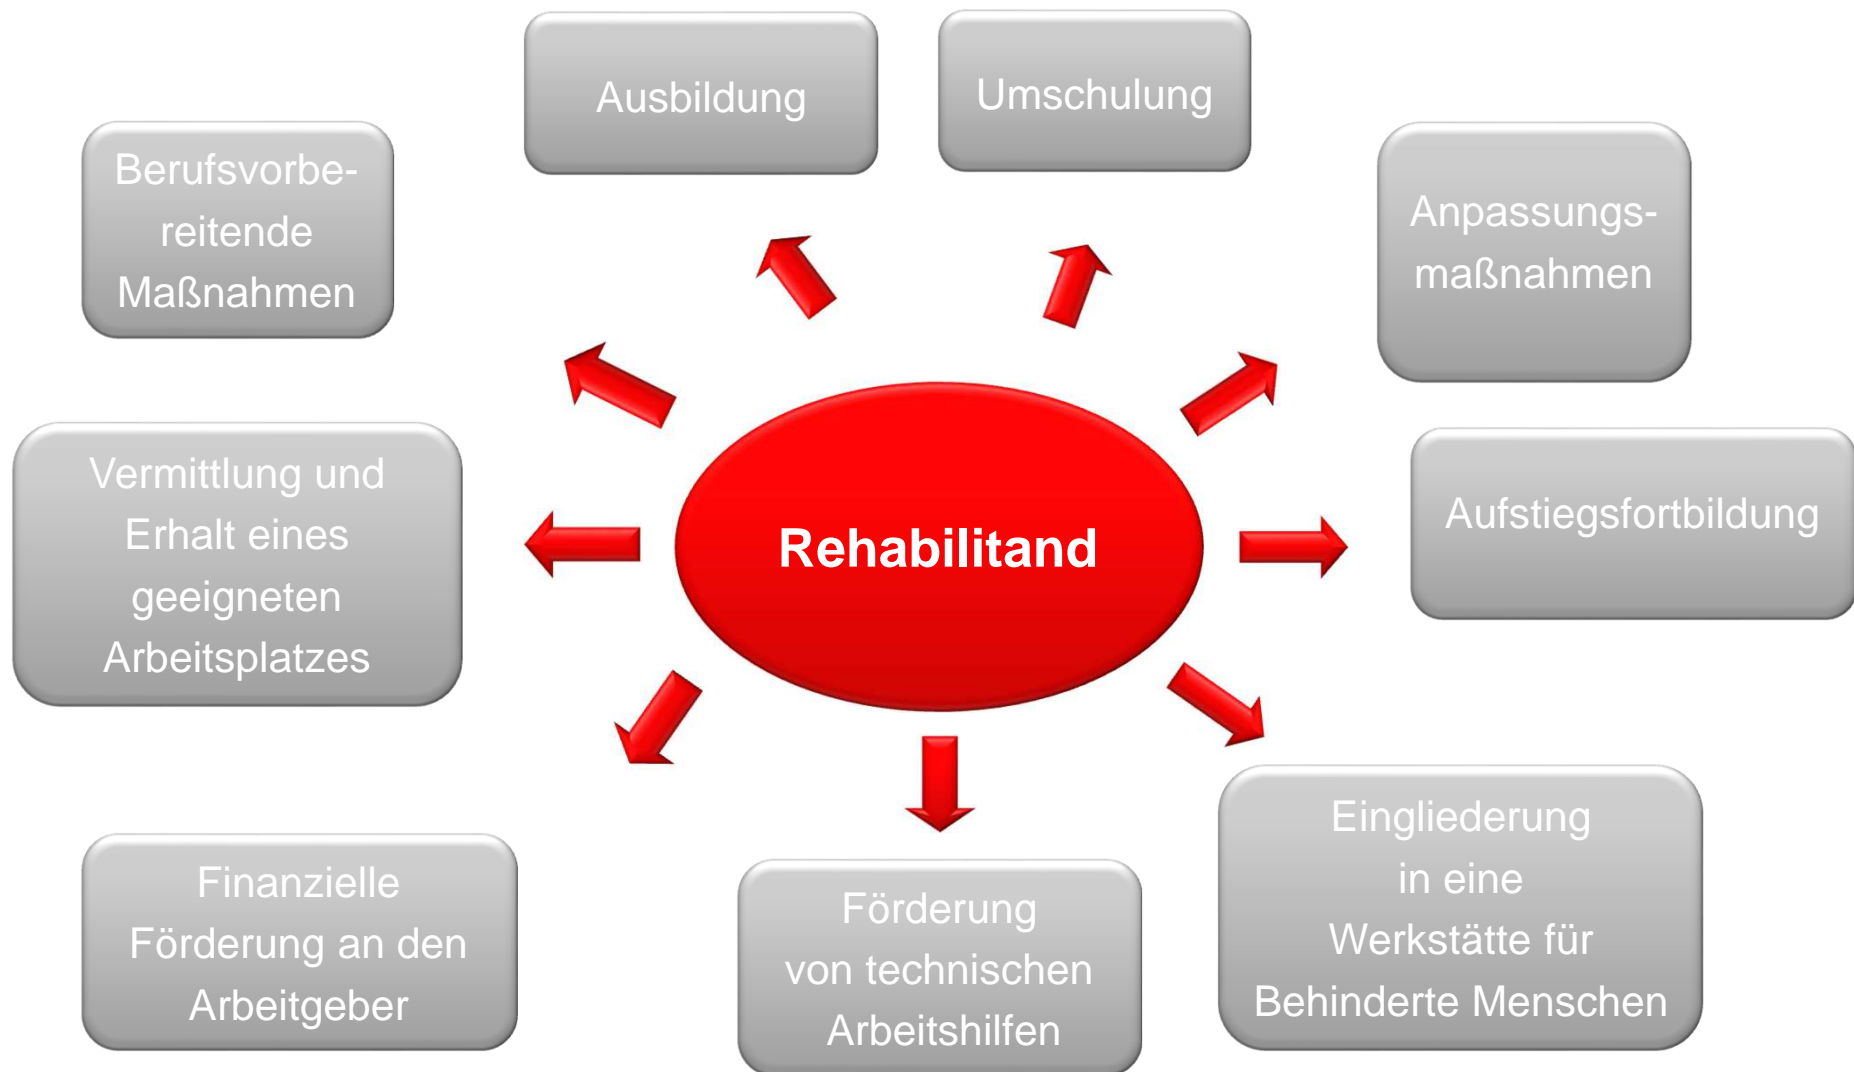 Ausbildung
Umschulung
Berufsvorbe-
reitende
Maßnahmen
Anpassungs-
maßnahmen
Vermittlung und
Erhalt eines
geeigneten
Arbeitsplatzes
Rehabilitand
Aufstiegsfortbildung
Finanzielle
Förderung an den
Arbeitgeber
Förderung
von technischen
Arbeitshilfen
Eingliederung
in eine
Werkstätte für
Behinderte Menschen